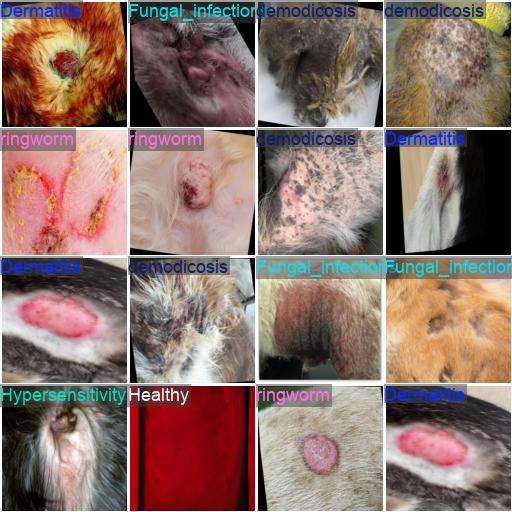 Dermatitis
Fungal_infection
demodicosis
demodicosis
ringworm
ringworm
demodicosis
Dermatitis
Dermatitis
demodicosis
Fungal_infection
Fungal_infection
Hypersensitivity
Healthy
ringworm
Dermatitis